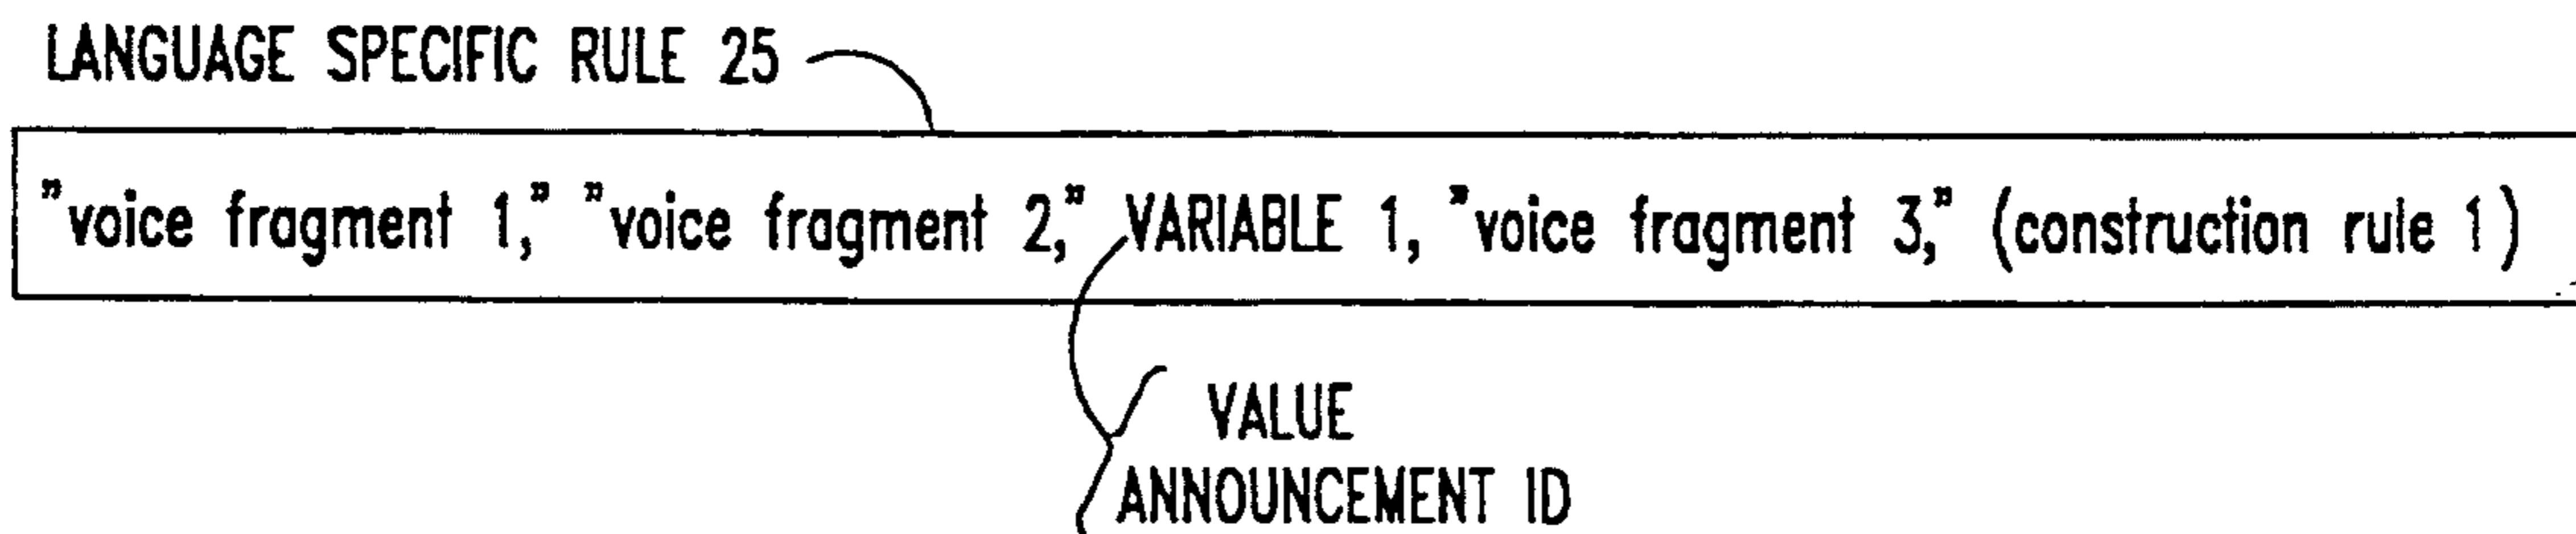 LANGUAGE SPECIFIC RULE 25
"voice fragment 1," "voice fragment 2," VARIABLE 1, "voice fragment 3," (construction rule 1)
VALUE
ANNOUNCEMENT ID